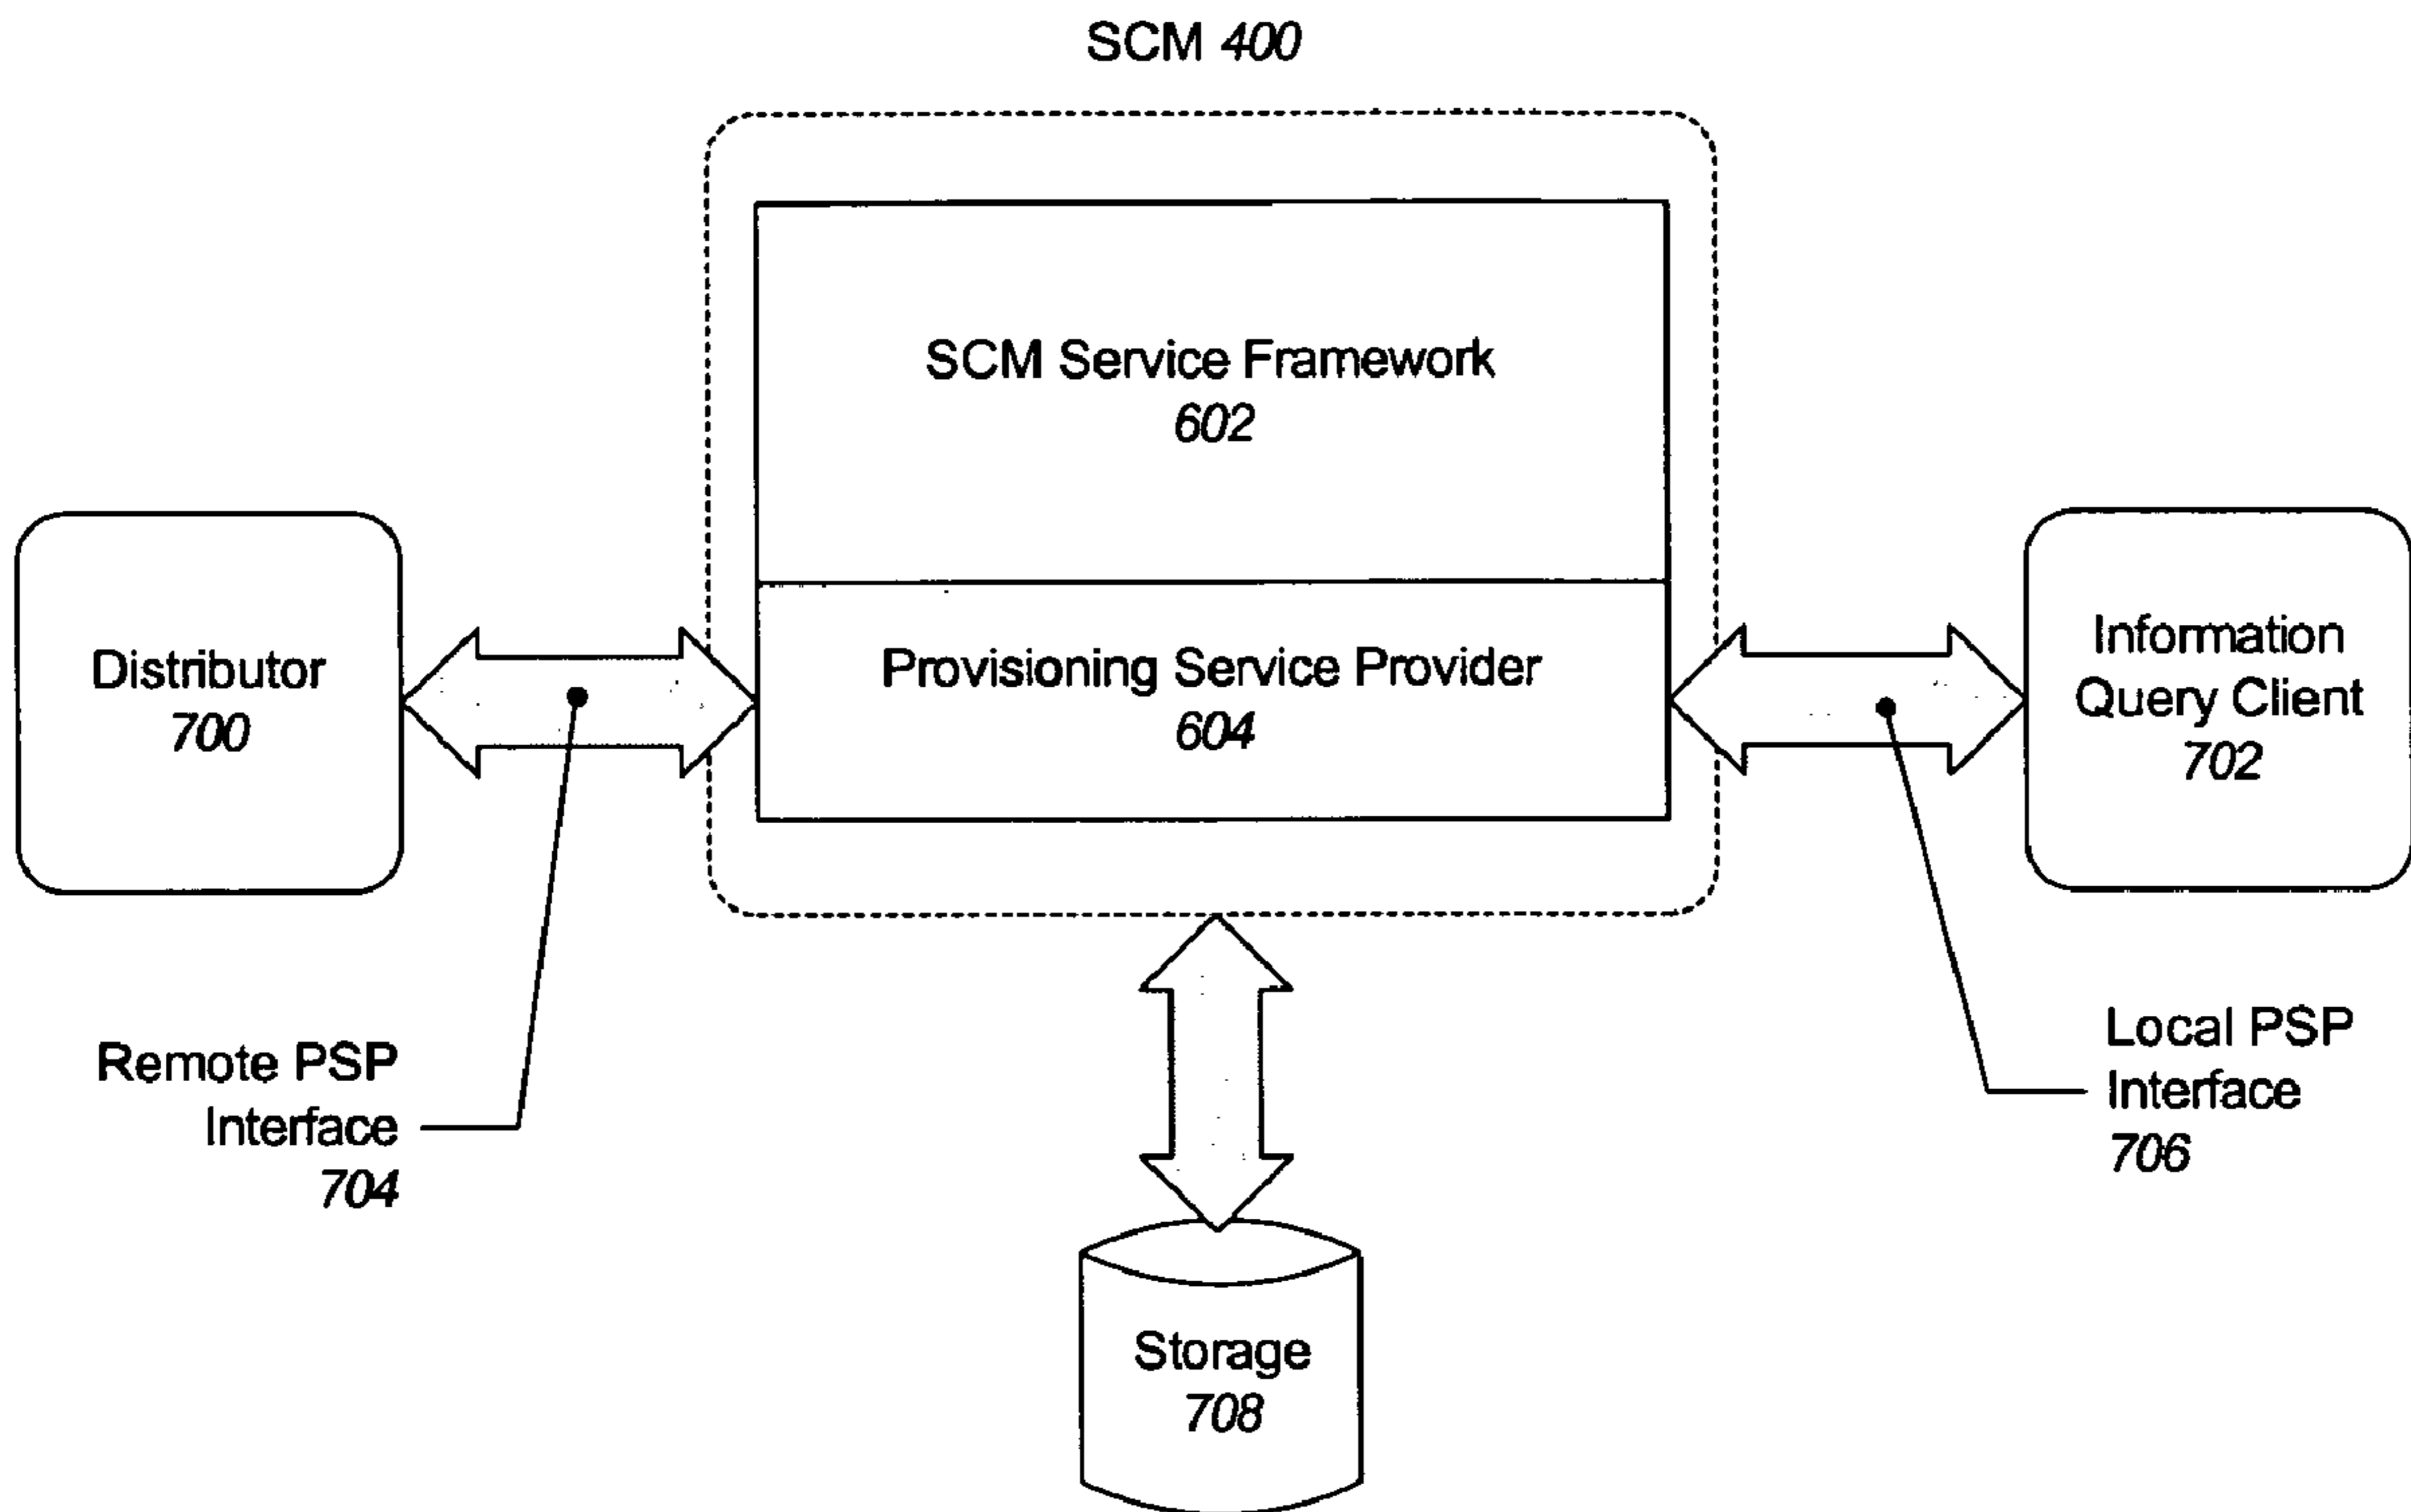 SCM 400
SCM Service Framework
602
Distributor
700
Provisioning Service Provider
604
Information
Query Client
702
Remote PSP
Interface
704
Local PSP
Interface
706
Storage
708